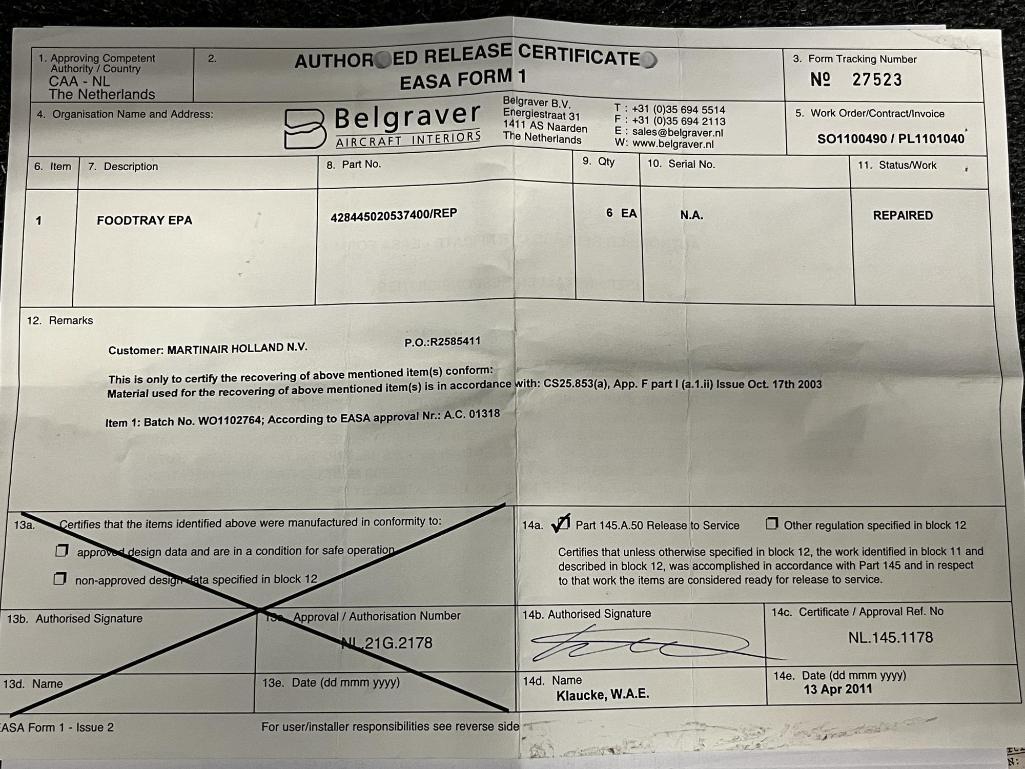 1. Approving Competent
Authority / Country
CAA - NL
The Netherlands
2.
AUTHOR ED RELEASE CERTIFICATE
EASA FORM 1
3. Form Tracking Number
Nº 27523
4. Organisation Name and Address:
Belgraver
AIRCRAFT INTERIORS
Belgraver B.V.
Energiestraat 31
1411 AS Naarden
The Netherlands
T : +31 (0)35 694 5514
F : +31 (0)35 694 2113
E : sales@belgraver.nl
W: www.belgraver.nl
5. Work Order/Contract/Invoice
SO1100490 / PL1101040
6. Item
7. Description
8. Part No.
9. Qty
10. Serial No.
11. Status/Work
1
FOODTRAY EPA
428445020537400/REP
6 EA
N.A.
REPAIRED
12. Remarks
Customer: MARTINAIR HOLLAND N.V.
P.O.:R2585411
This is only to certify the recovering of above mentioned item(s) conform:
Material used for the recovering of above mentioned item(s) is in accordance with: CS25.853(a), App. F part I (a.1.ii) Issue Oct. 17th 2003
Item 1: Batch No. WO1102764; According to EASA approval Nr.: A.C. 01318
13a. Certifies that the items identified above were manufactured in conformity to:
approved design data and are in a condition for safe operation
non-approved design data specified in block 12
14a. Part 145.A.50 Release to Service
Other regulation specified in block 12
Certifies that unless otherwise specified in block 12, the work identified in block 11 and
described in block 12, was accomplished in accordance with Part 145 and in respect
to that work the items are considered ready for release to service.
13b. Authorised Signature
Approval / Authorisation Number
NL.21G.2178
14b. Authorised Signature
14c. Certificate / Approval Ref. No
NL.145.1178
13d. Name
13e. Date (dd mmm yyyy)
14d. Name
Klaucke, W.A.E.
14e. Date (dd mmm yyyy)
13 Apr 2011
EASA Form 1 - Issue 2
For user/installer responsibilities see reverse side